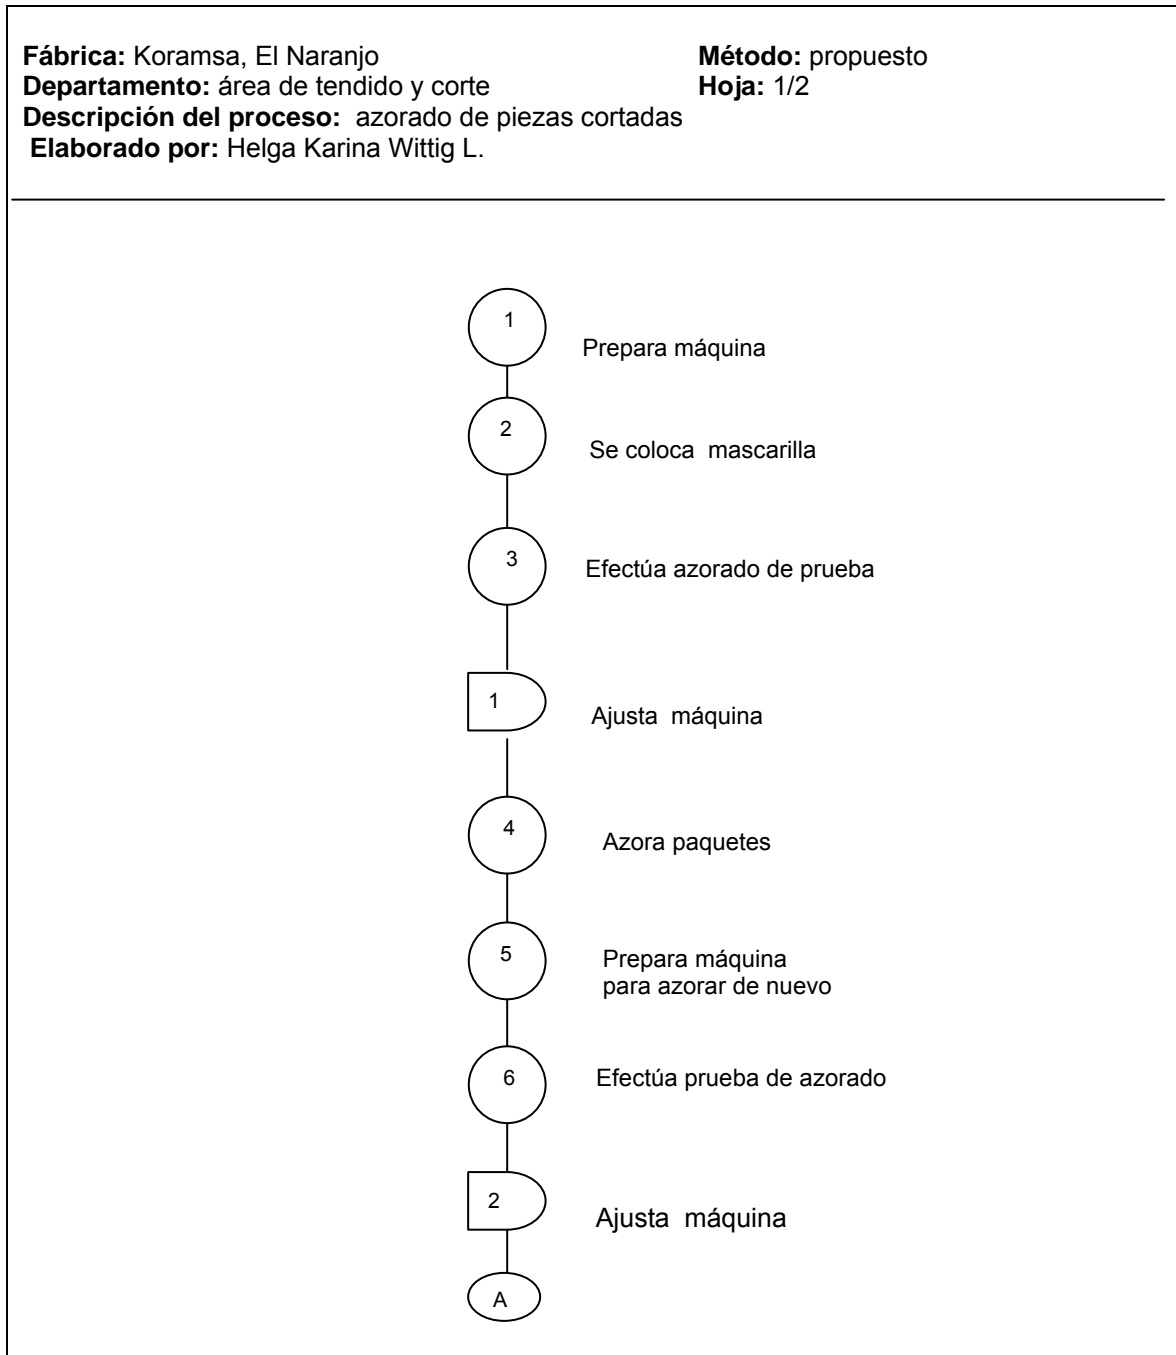 Fábrica: Koramsa, El Naranjo Método: propuesto
Departamento: área de tendido y corte Hoja: 1/2
Descripción del proceso: azorado de piezas cortadas
Elaborado por: Helga Karina Wittig L.
1
Prepara máquina
2
Se coloca mascarilla
3
Efectúa azorado de prueba
1
Ajusta máquina
4
Azora paquetes
5
Prepara máquina
para azorar de nuevo
6
Efectúa prueba de azorado
2
Ajusta máquina
A